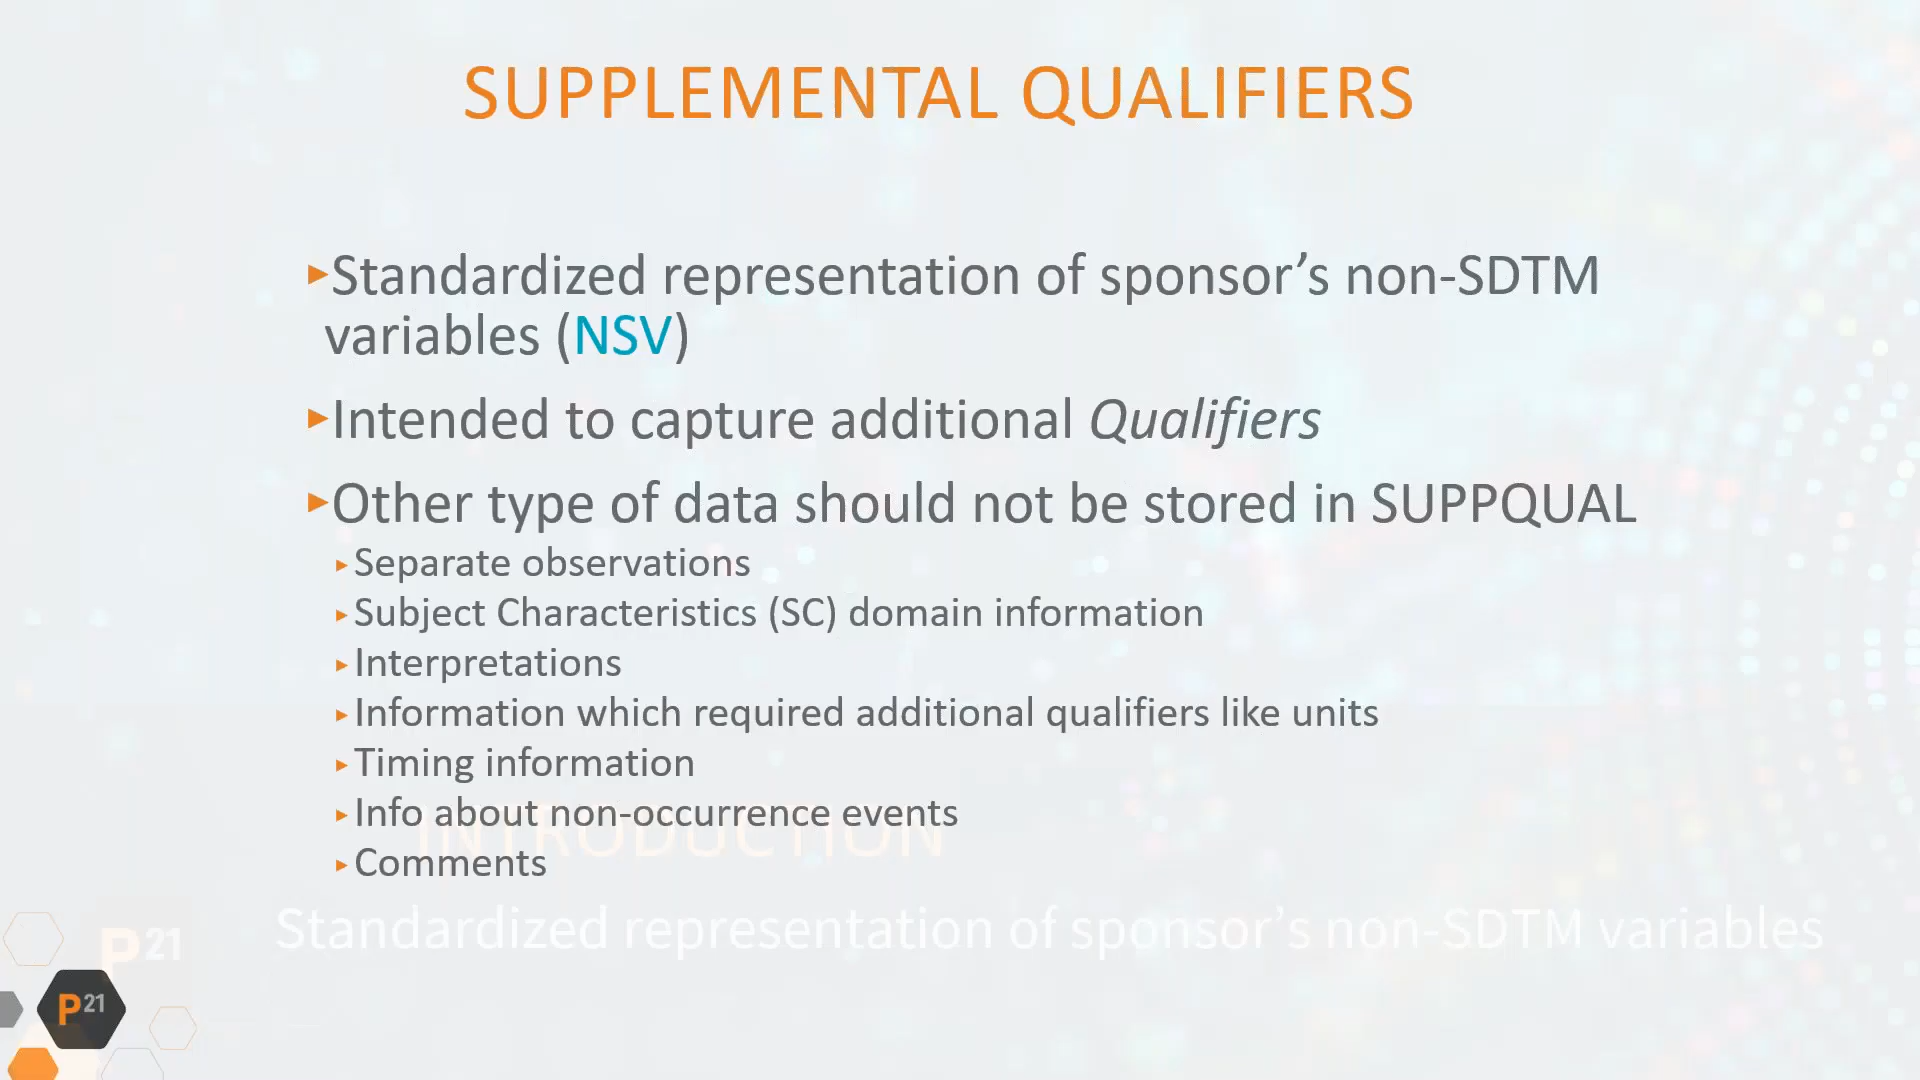 SUPPLEMENTAL QUALIFIERS
▸Standardized representation of sponsor’s non-SDTM
variables (NSV)
▸Intended to capture additional Qualifiers
▸Other type of data should not be stored in SUPPQUAL
▸Separate observations
▸Subject Characteristics (SC) domain information
▸Interpretations
▸Information which required additional qualifiers like units
▸Timing information
▸Info about non-occurrence events
INTRODUCTION
▸Comments
Standardized representation of sponsor’s non-SDTM variables
P21
P21